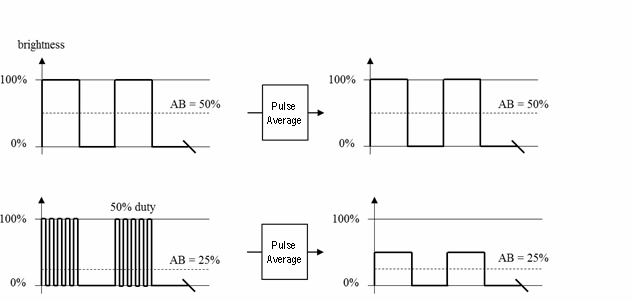 brightness
100%
AB = 50%
0%
Pulse
Average
100%
AB = 50%
0%
50% duty
100%
AB = 25%
0%
Pulse
Average
100%
AB = 25%
0%